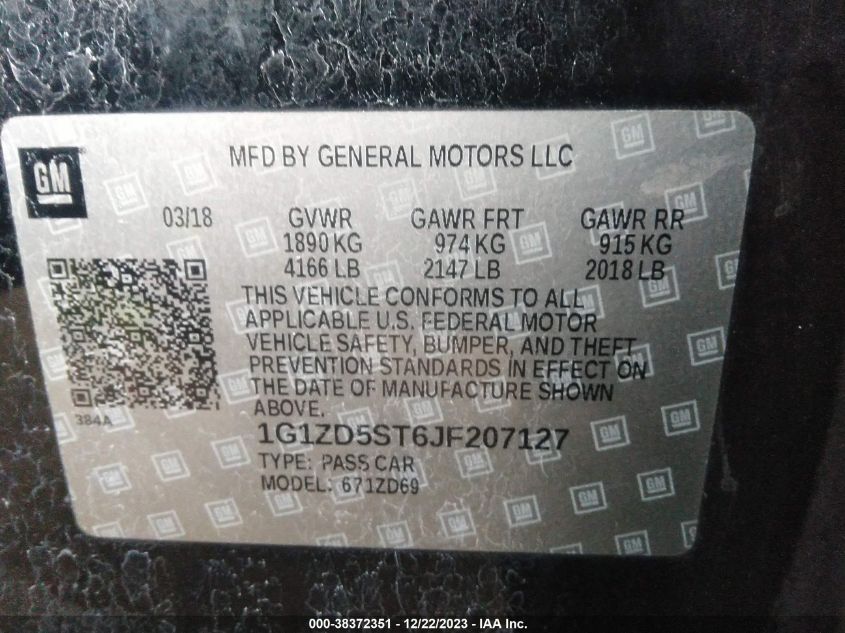 GM
MFD BY GENERAL MOTORS LLC
03/18 GVWR GAWR FRT GAWR RR
1890 KG 974 KG 915 KG
4166 LB 2147 LB 2018 LB
THIS VEHICLE CONFORMS TO ALL
APPLICABLE U.S. FEDERAL MOTOR
VEHICLE SAFETY, BUMPER, AND THEFT
PREVENTION STANDARDS IN EFFECT ON
THE DATE OF MANUFACTURE SHOWN
ABOVE.
384A
1G1ZD5ST6JF207127
TYPE: PASS CAR
MODEL: 671ZD69
000-38372351 - 12/22/2023 - IAA Inc.